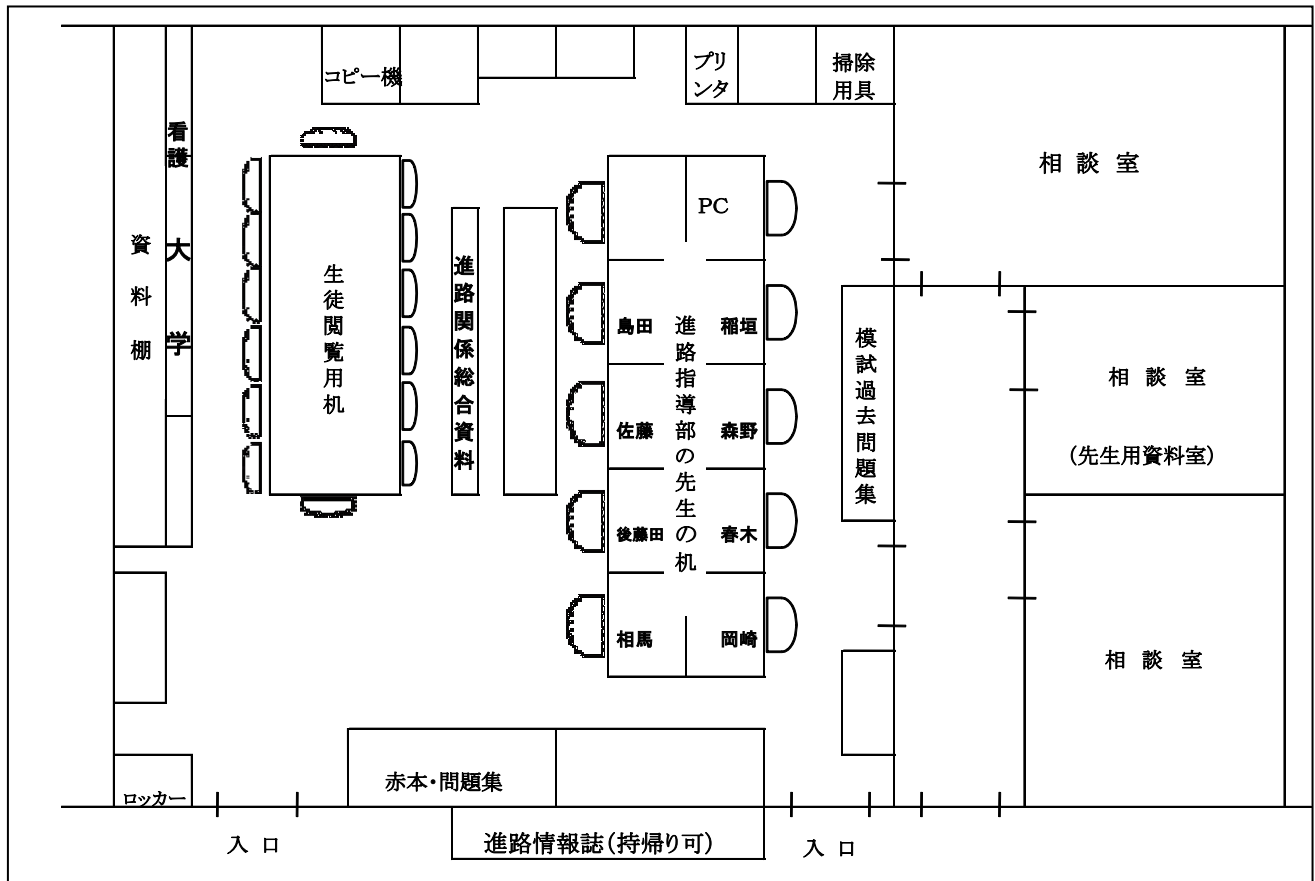 コピー機
プリ
ンタ
掃除
用具
看護
大学
資料棚
生徒閲覧用机
進路関係総合資料
PC
進路指導部の先生の机
島田
稲垣
佐藤
森野
後藤田
春木
相馬
岡崎
模試過去問題集
相談室
相談室
(先生用資料室)
相談室
ロッカー
赤本・問題集
入口
進路情報誌(持帰り可)
入口